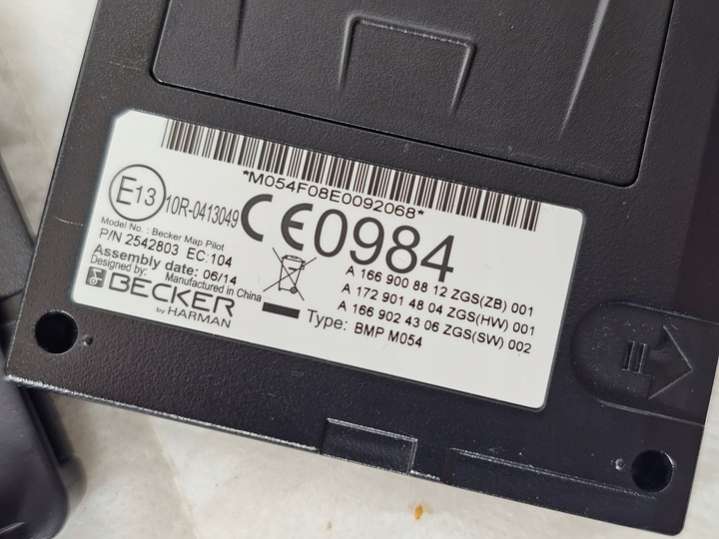 *M054F08E0092068*
E13 10R-0413049 CE0984
Model No. : Becker Map Pilot
P/N 2542803 EC:104
Assembly date: 06/14
Designed by: Manufactured in China
BECKER
by HARMAN
Type: BMP M054
A 166 900 88 12 ZGS(ZB) 001
A 172 901 48 04 ZGS(HW) 001
A 166 902 43 06 ZGS(SW) 002